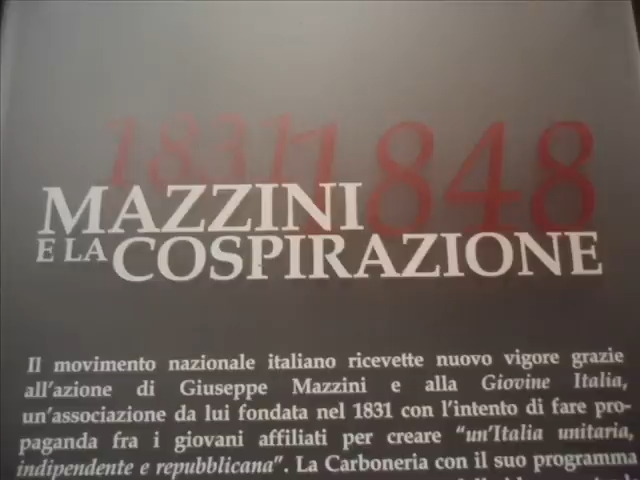 1831 1848
MAZZINI
E LA COSPIRAZIONE
Il movimento nazionale italiano ricevette nuovo vigore grazie
all'azione di Giuseppe Mazzini e alla Giovine Italia,
un'associazione da lui fondata nel 1831 con l'intento di fare pro-
paganda fra i giovani affiliati per creare "un'Italia unitaria,
indipendente e repubblicana". La Carboneria con il suo programma